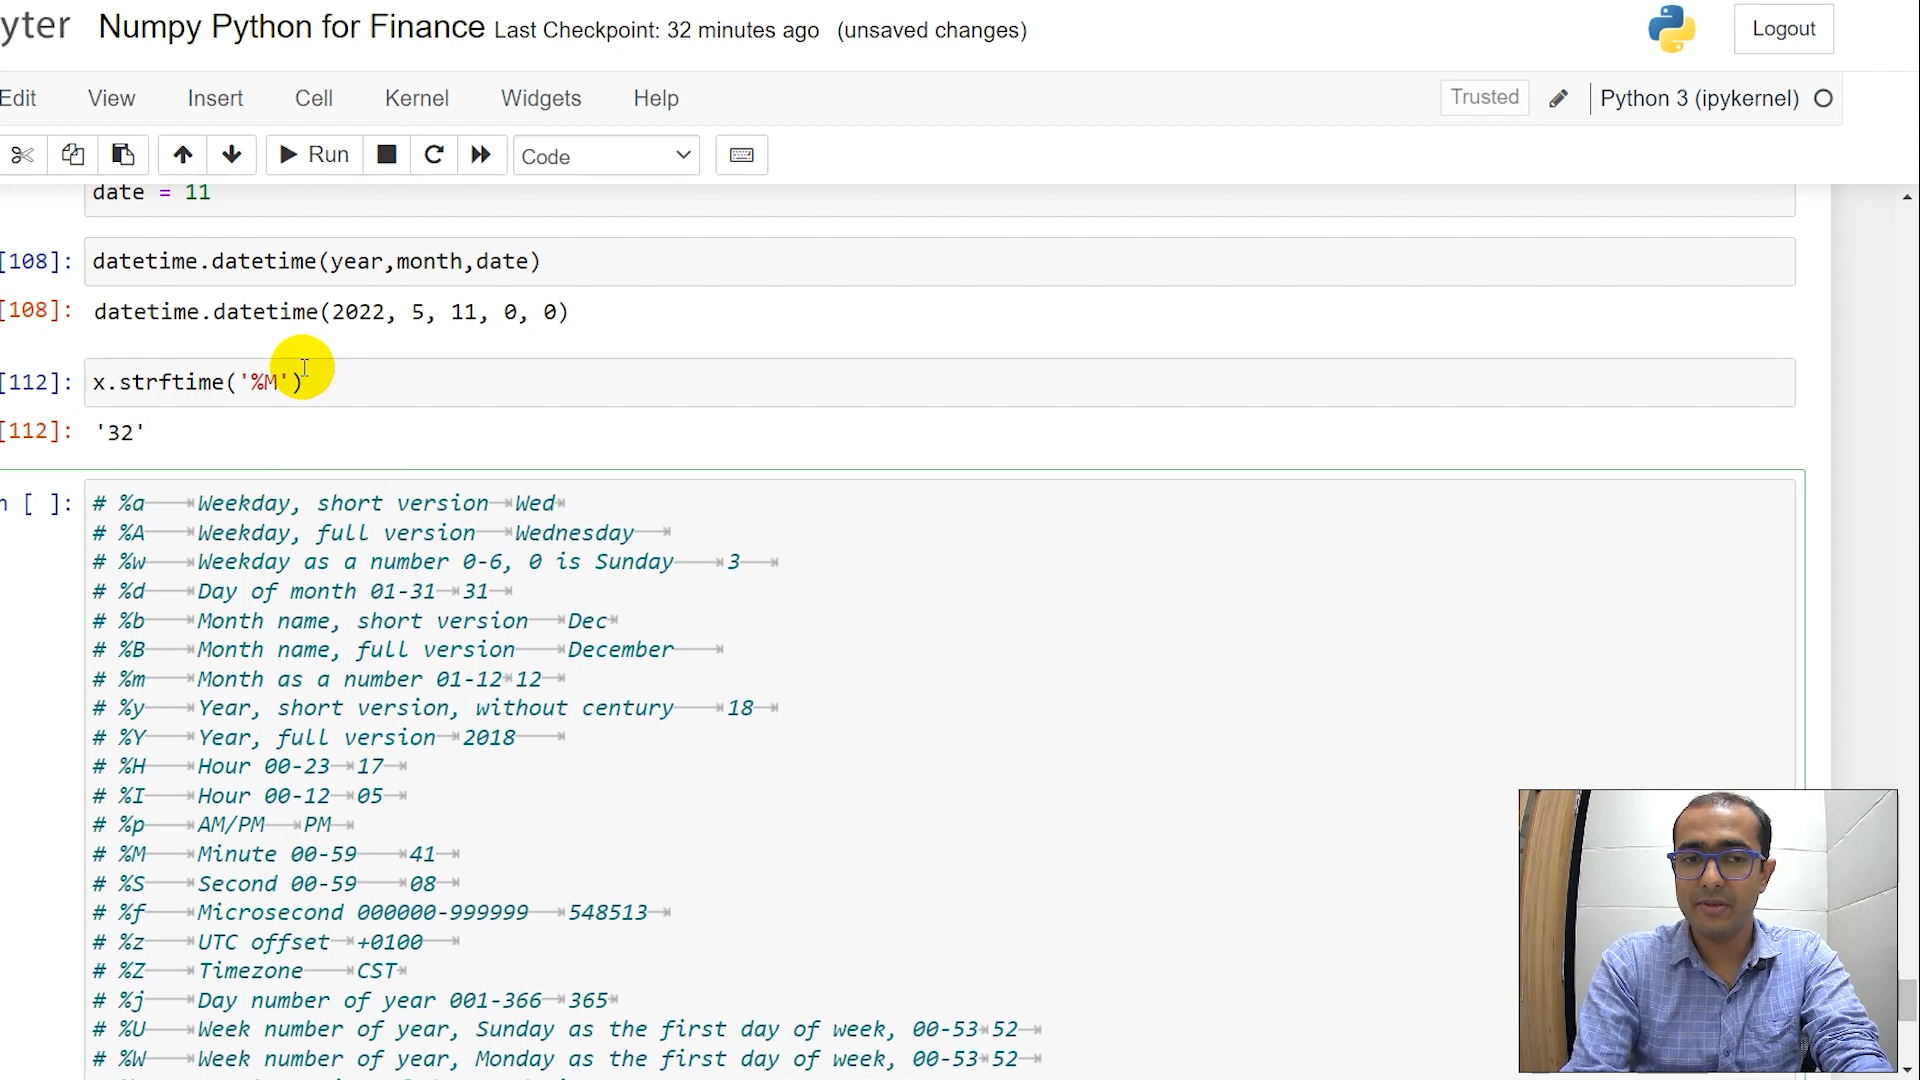 yter Numpy Python for Finance Last Checkpoint: 32 minutes ago (unsaved changes) Logout
Edit View Insert Cell Kernel Widgets Help Trusted Python 3 (ipykernel)
Run Code
date = 11
[108]: datetime.datetime(year,month,date)
[108]: datetime.datetime(2022, 5, 11, 0, 0)
[112]: x.strftime('%M')
[112]: '32'
n [ ]: # %a Weekday, short version Wed
# %A Weekday, full version Wednesday
# %w Weekday as a number 0-6, 0 is Sunday 3
# %d Day of month 01-31 31
# %b Month name, short version Dec
# %B Month name, full version December
# %m Month as a number 01-12 12
# %y Year, short version, without century 18
# %Y Year, full version 2018
# %H Hour 00-23 17
# %I Hour 00-12 05
# %p AM/PM PM
# %M Minute 00-59 41
# %S Second 00-59 08
# %f Microsecond 000000-999999 548513
# %z UTC offset +0100
# %Z Timezone CST
# %j Day number of year 001-366 365
# %U Week number of year, Sunday as the first day of week, 00-53 52
# %W Week number of year, Monday as the first day of week, 00-53 52